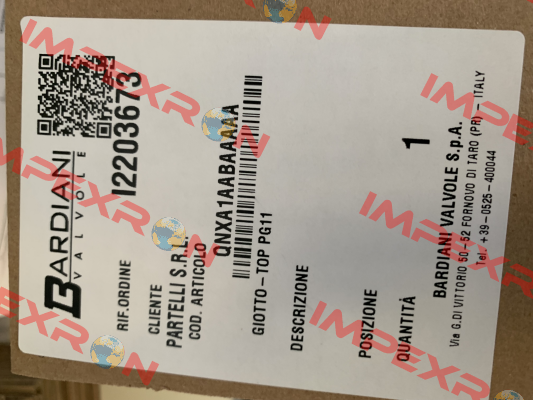 BARDIANI
VALVOLE
RIF.ORDINE
I2203673
CLIENTE
PARTELLI S.R.L.
COD. ARTICOLO
QNXA1AABAAAAA
GIOTTO-TOP PG11
DESCRIZIONE
POSIZIONE
QUANTITÀ
1
BARDIANI VALVOLE S.p.A.
Via G.DI VITTORIO 50-52 FORNOVO DI TARO (PR) - ITALY
Tel. +39-0525-400044
IMPEXRON
IMPEXRON
IMPEXRON
IMPEXRON
IMPEXRON